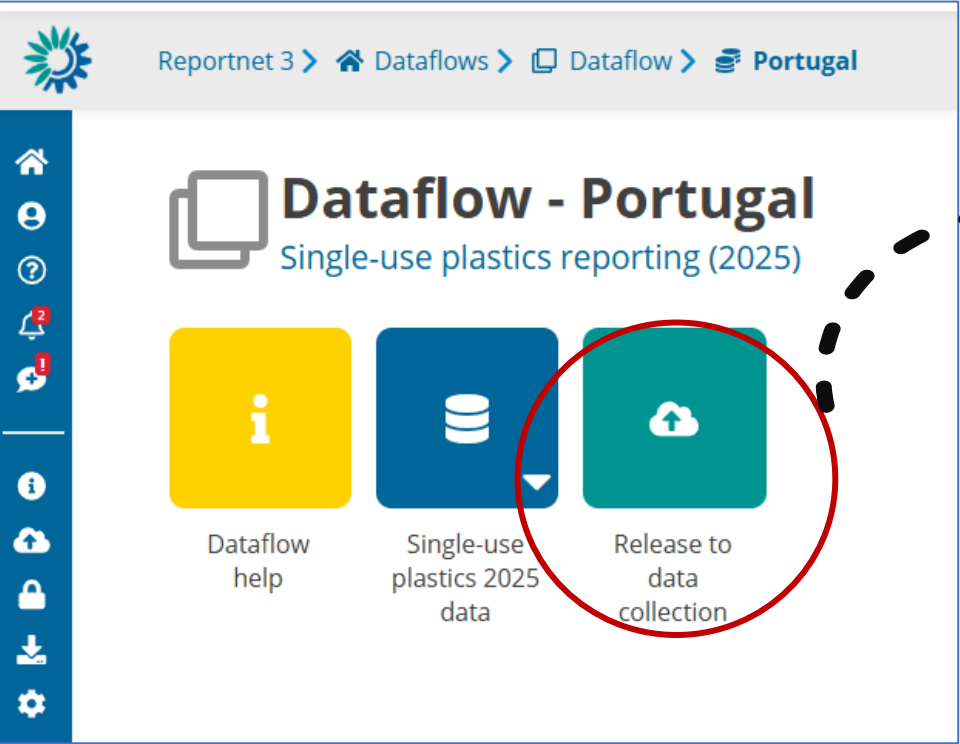 Reportnet 3 Dataflows Dataflow Portugal
Dataflow - Portugal
Single-use plastics reporting (2025)
2
!
i
Dataflow
help
Single-use
plastics 2025
data
Release to
data
collection